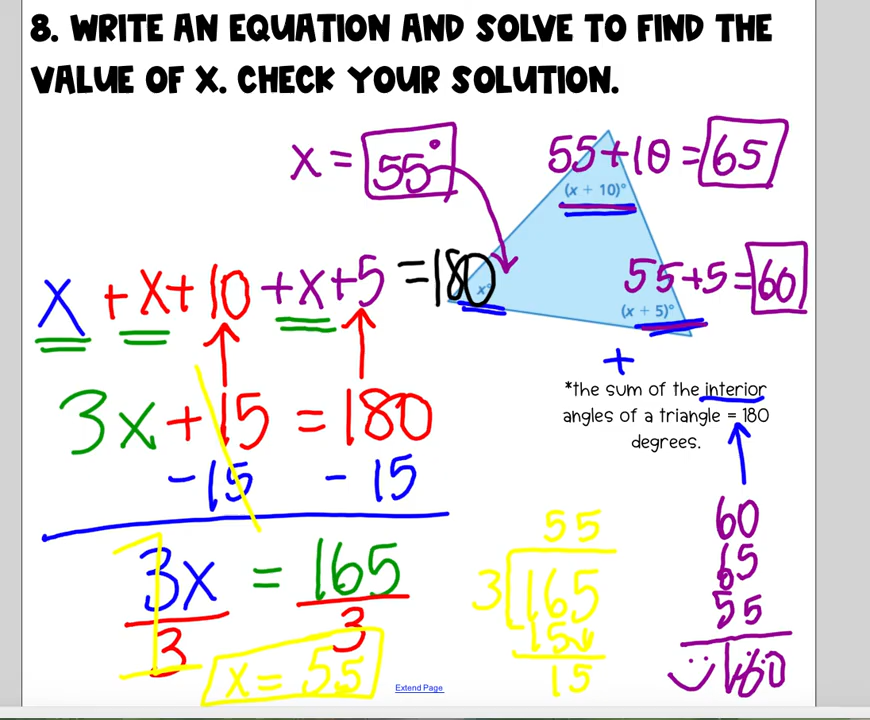 8. WRITE AN EQUATION AND SOLVE TO FIND THE
VALUE OF X. CHECK YOUR SOLUTION.
x = 55°
55+10 = 65
(x + 10)°
x + x + 10 + x + 5 = 180
x°
55+5 = 60
(x + 5)°
+
*the sum of the interior
angles of a triangle = 180
degrees.
3x + 15 = 180
- 15 - 15
3x = 165
3 3
x = 55
55
3 165
15
15
60
65
55
180
Extend Page